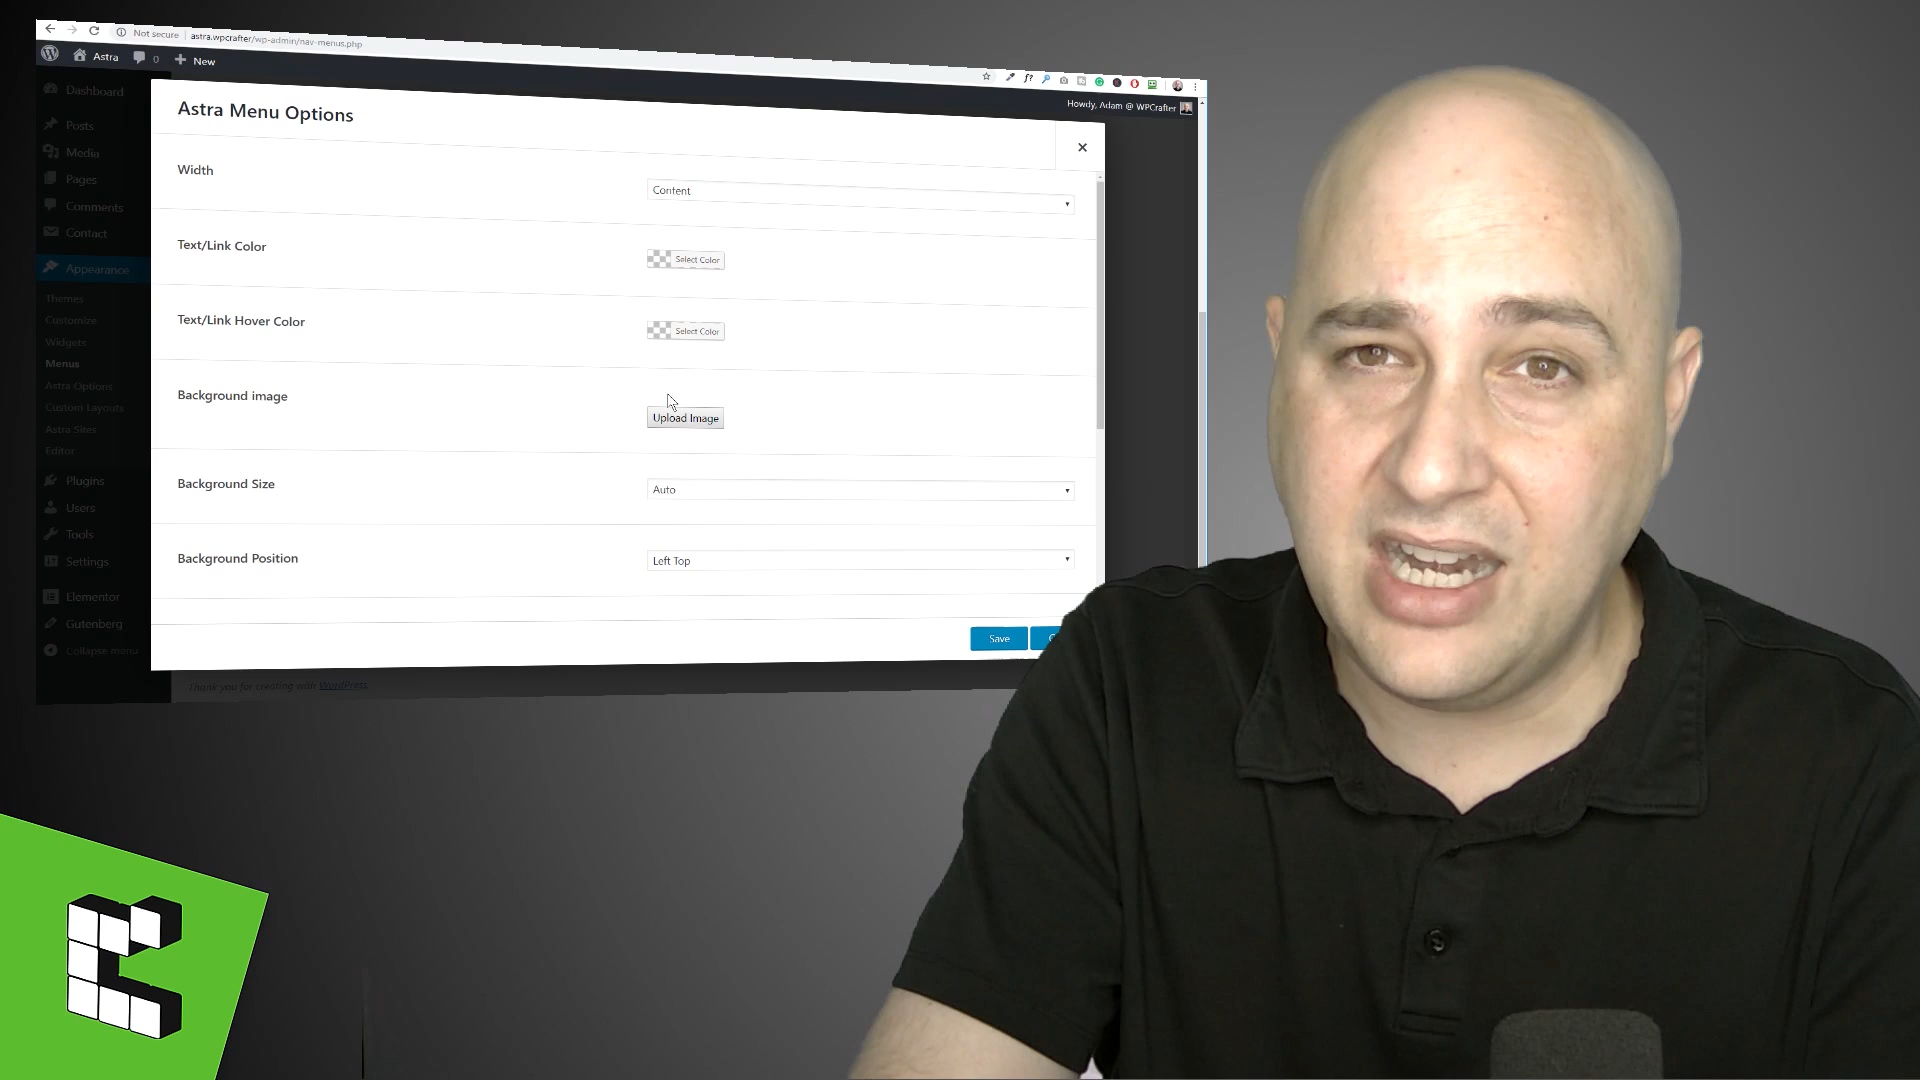 Not secure | astra.wpcrafter/wp-admin/nav-menus.php
Astra 0 New
Howdy, Adam @ WPCrafter
Dashboard
Posts
Media
Pages
Comments
Contact
Appearance
Themes
Customize
Widgets
Menus
Astra Options
Custom Layouts
Astra Sites
Editor
Plugins
Users
Tools
Settings
Elementor
Gutenberg
Collapse menu
Astra Menu Options
Width
Content
Text/Link Color
Select Color
Text/Link Hover Color
Select Color
Background image
Upload Image
Background Size
Auto
Background Position
Left Top
Save
Thank you for creating with WordPress